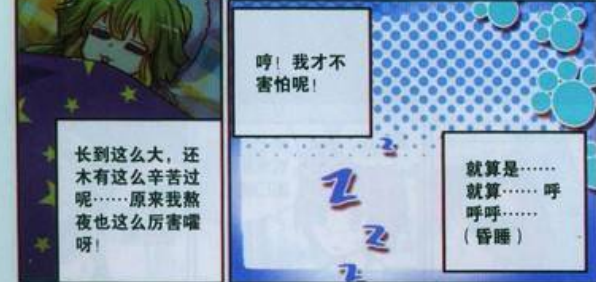 长到这么大，还
木有这么辛苦过
呢……原来我熬
夜也这么厉害嚯
呀！
哼！我才不
害怕呢！
Z
Z
Z
Z
就算是……
就算……呼
呼呼……
（昏睡）